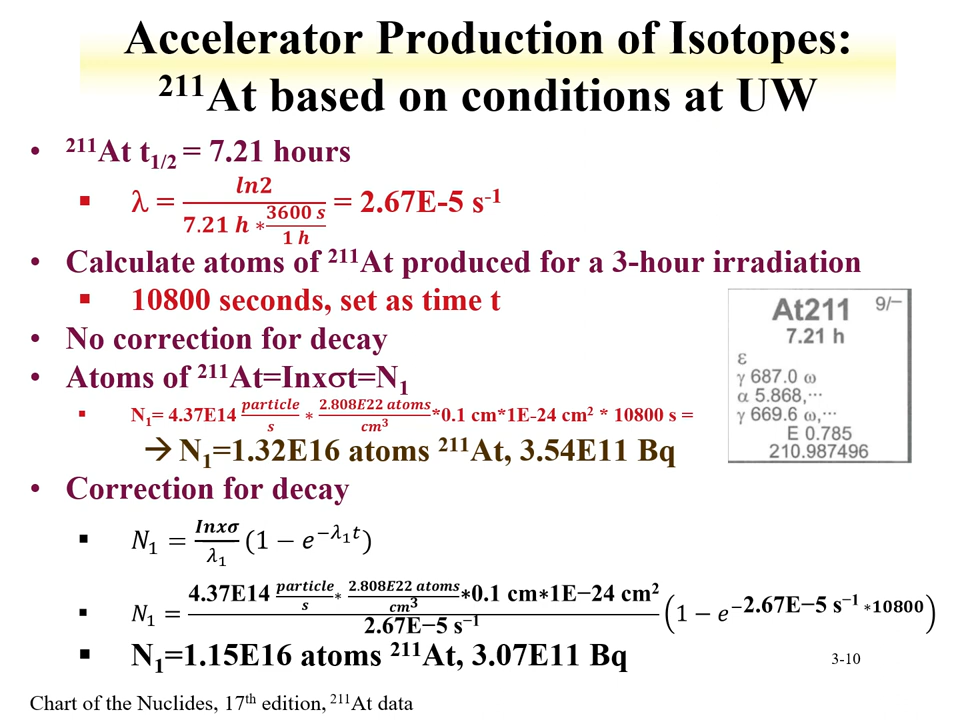 Accelerator Production of Isotopes:
²¹¹At based on conditions at UW
• ²¹¹At t₁/₂ = 7.21 hours
▪ λ = ln2 / (7.21 h * 3600 s / 1 h) = 2.67E-5 s⁻¹
• Calculate atoms of ²¹¹At produced for a 3-hour irradiation
▪ 10800 seconds, set as time t
• No correction for decay
• Atoms of ²¹¹At=Inxσt=N₁
▪ N₁= 4.37E14 particle/s * 2.808E22 atoms/cm³ *0.1 cm*1E-24 cm² * 10800 s =
→ N₁=1.32E16 atoms ²¹¹At, 3.54E11 Bq
At211 9/−
7.21 h
ε
γ 687.0 ω
α 5.868,···
γ 669.6 ω,···
E 0.785
210.987496
• Correction for decay
▪ N₁ = Inxσ/λ₁ (1 − e^(−λ₁t))
▪ N₁ = (4.37E14 particle/s * 2.808E22 atoms/cm³ *0.1 cm*1E−24 cm²) / (2.67E−5 s⁻¹) (1 − e^(−2.67E−5 s⁻¹ *10800))
▪ N₁=1.15E16 atoms ²¹¹At, 3.07E11 Bq
3-10
Chart of the Nuclides, 17th edition, ²¹¹At data